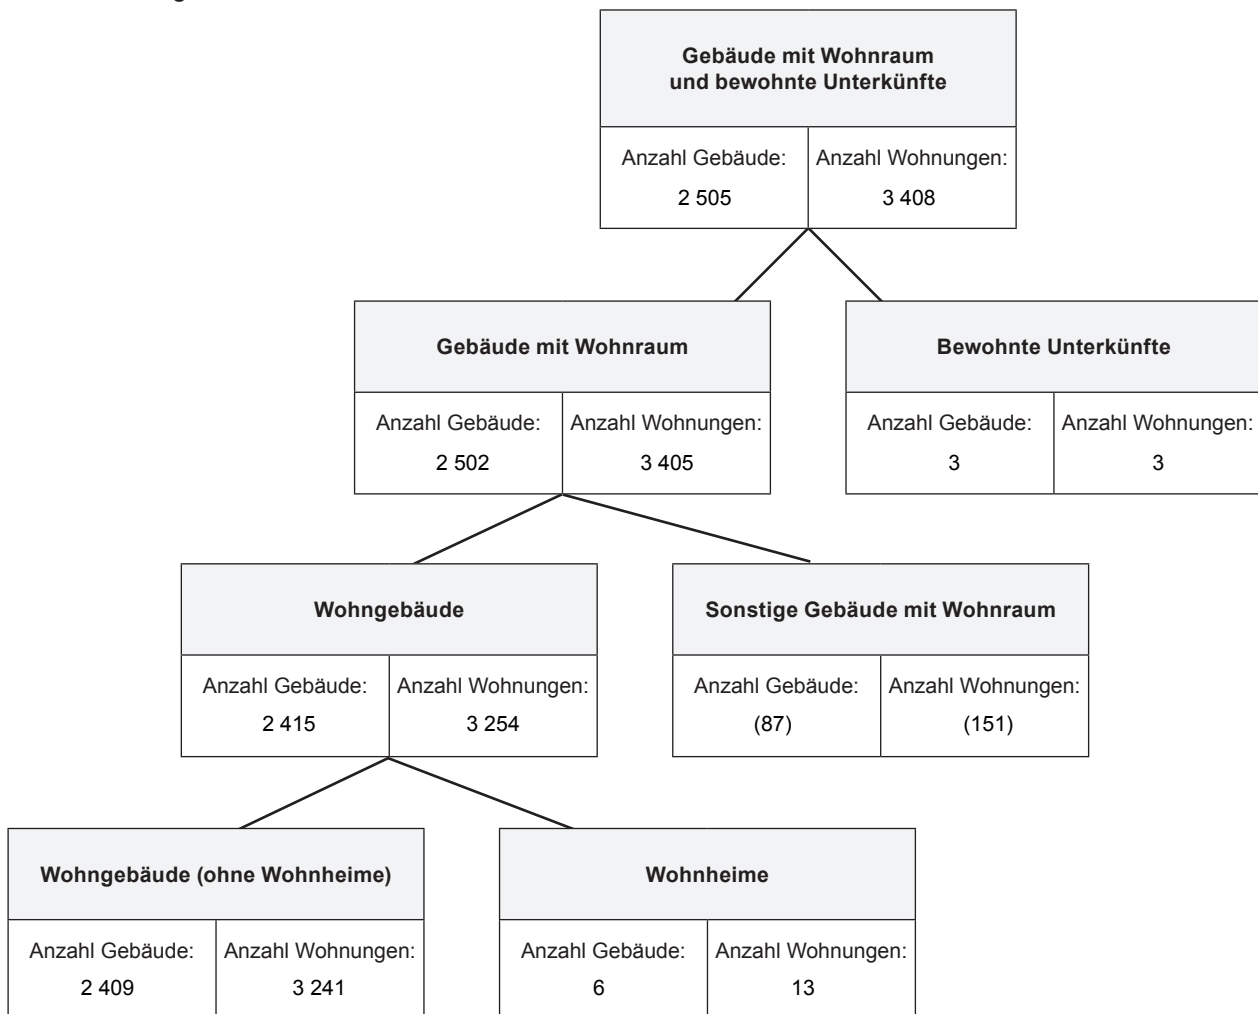 Gebäude mit Wohnraum
und bewohnte Unterkünfte
Anzahl Gebäude: Anzahl Wohnungen:
2 505 3 408
Gebäude mit Wohnraum Bewohnte Unterkünfte
Anzahl Gebäude: Anzahl Wohnungen: Anzahl Gebäude: Anzahl Wohnungen:
2 502 3 405 3 3
Wohngebäude Sonstige Gebäude mit Wohnraum
Anzahl Gebäude: Anzahl Wohnungen: Anzahl Gebäude: Anzahl Wohnungen:
2 415 3 254 (87) (151)
Wohngebäude (ohne Wohnheime) Wohnheime
Anzahl Gebäude: Anzahl Wohnungen: Anzahl Gebäude: Anzahl Wohnungen:
2 409 3 241 6 13